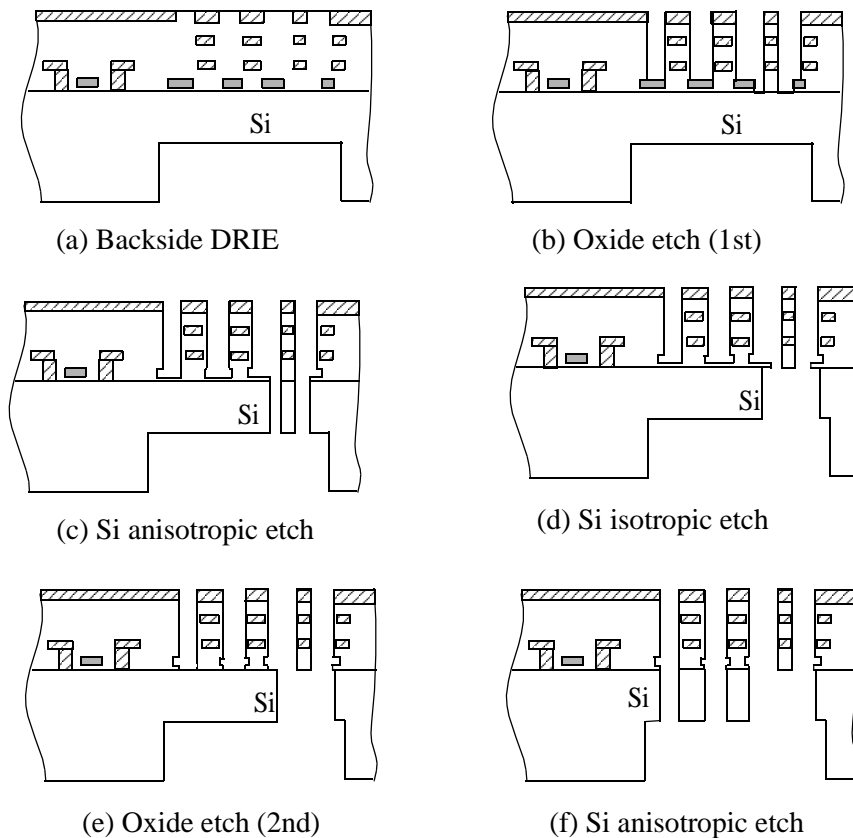 Si
Si
(a) Backside DRIE
(b) Oxide etch (1st)
Si
Si
(c) Si anisotropic etch
(d) Si isotropic etch
Si
Si
(e) Oxide etch (2nd)
(f) Si anisotropic etch